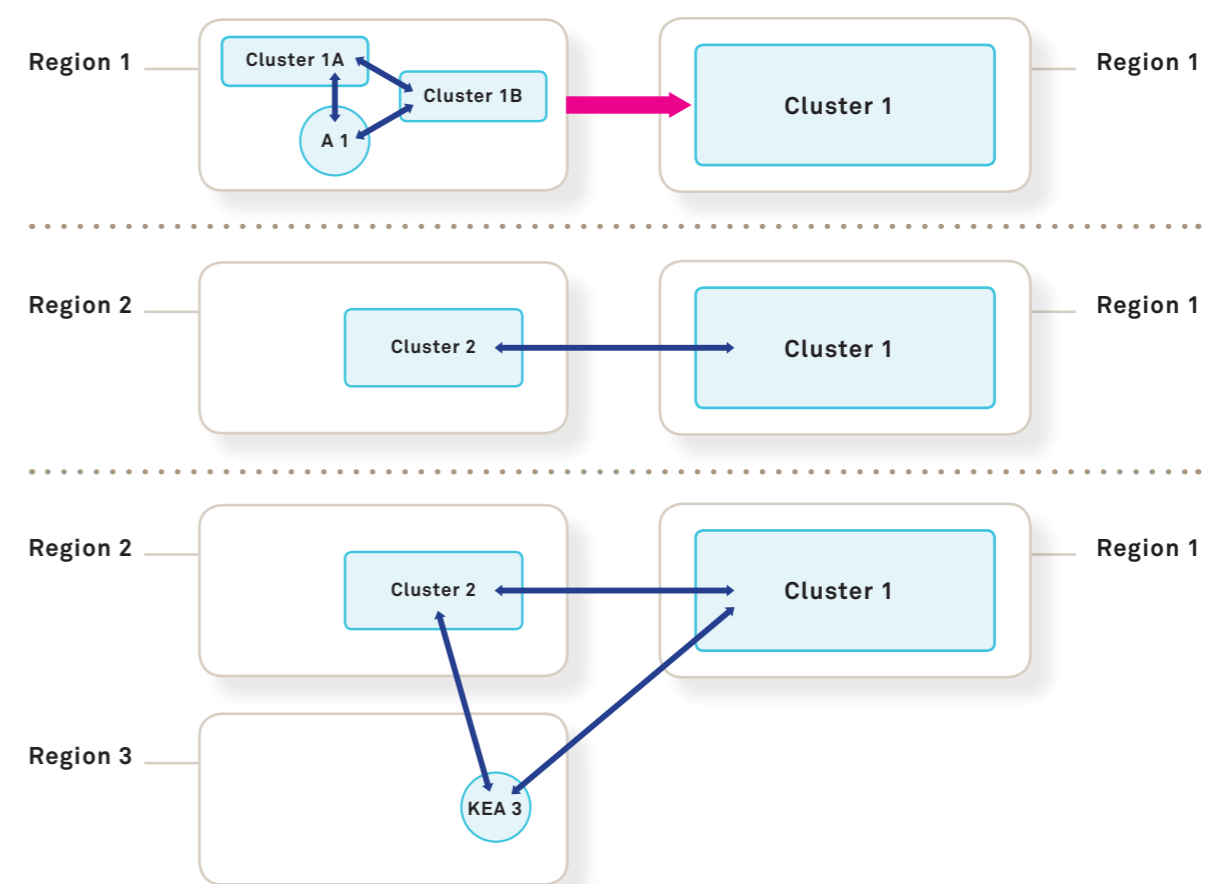 Region 1
Cluster 1A
Cluster 1B
A 1
Cluster 1
Region 1
Region 2
Cluster 2
Cluster 1
Region 1
Region 2
Cluster 2
Cluster 1
Region 1
Region 3
KEA 3